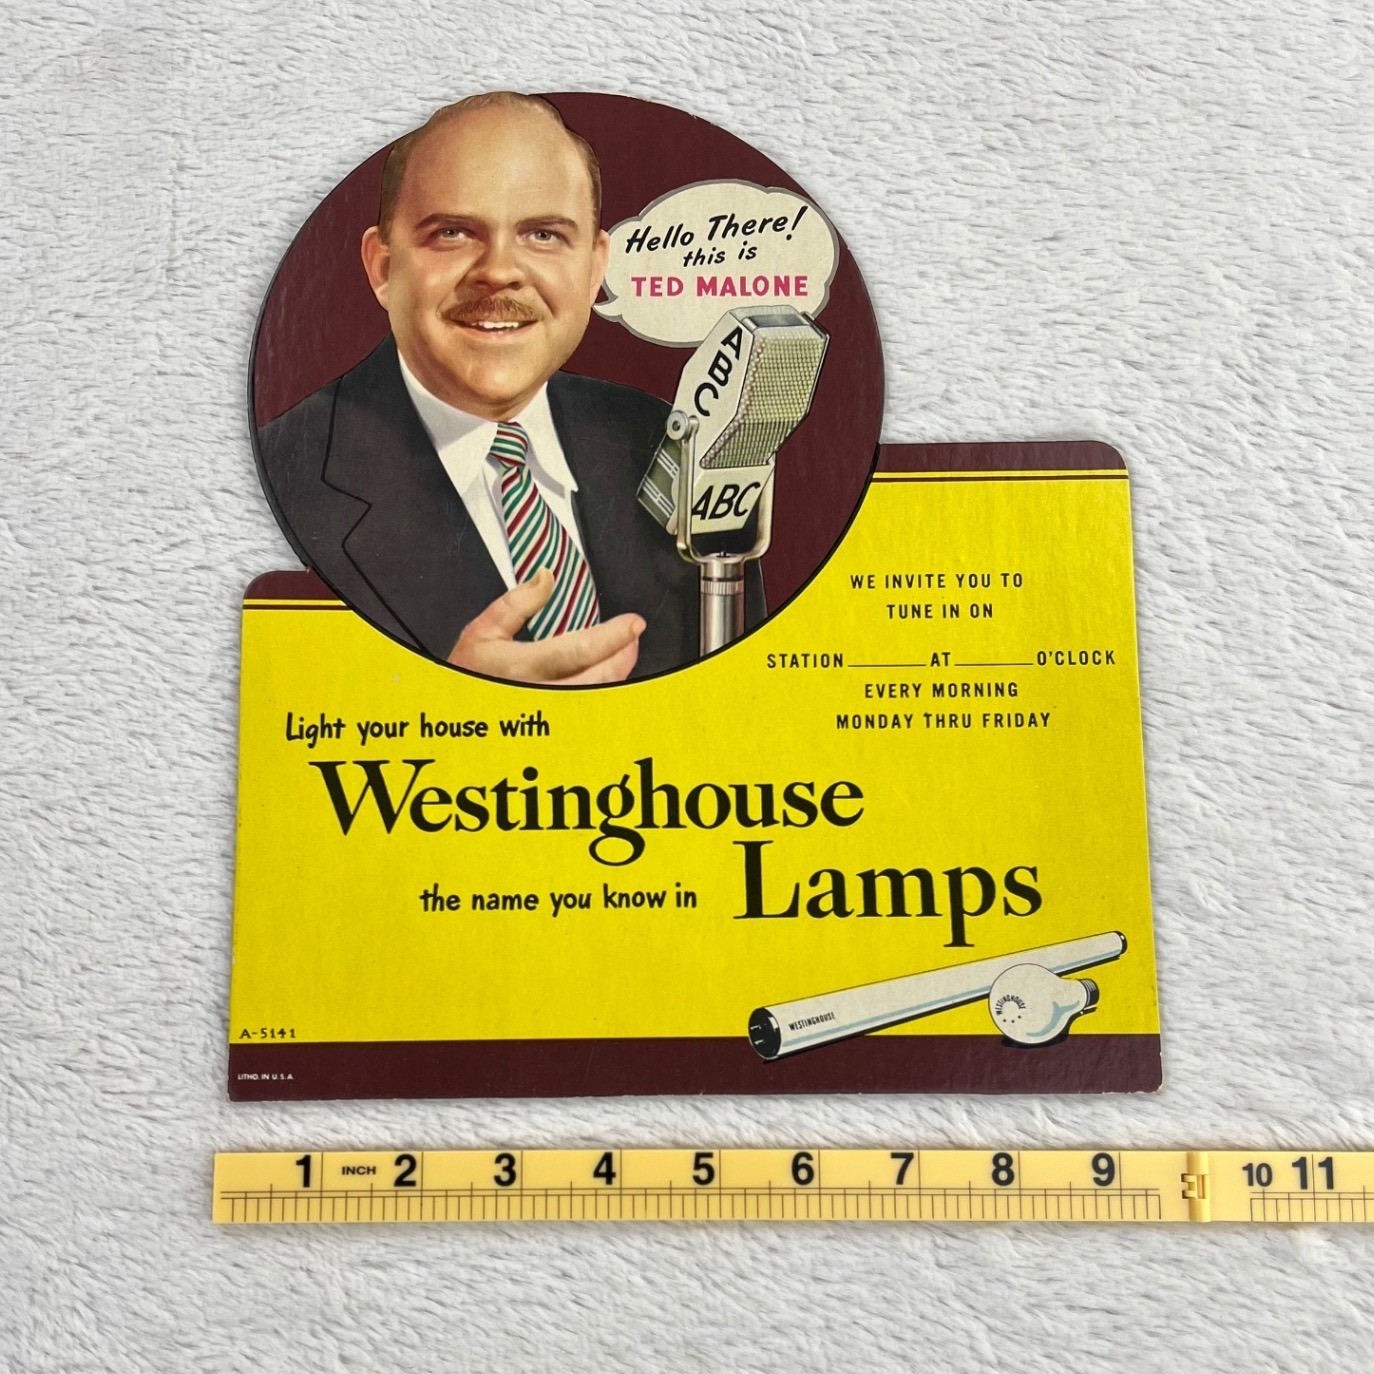 Hello There!
this is
TED MALONE
ABC
ABC
WE INVITE YOU TO
TUNE IN ON
STATION______AT______O'CLOCK
EVERY MORNING
MONDAY THRU FRIDAY
Light your house with
Westinghouse
the name you know in Lamps
WESTINGHOUSE
WESTINGHOUSE
A-5141
LITHO. IN U.S.A.
1 INCH 2 3 4 5 6 7 8 9 10 11